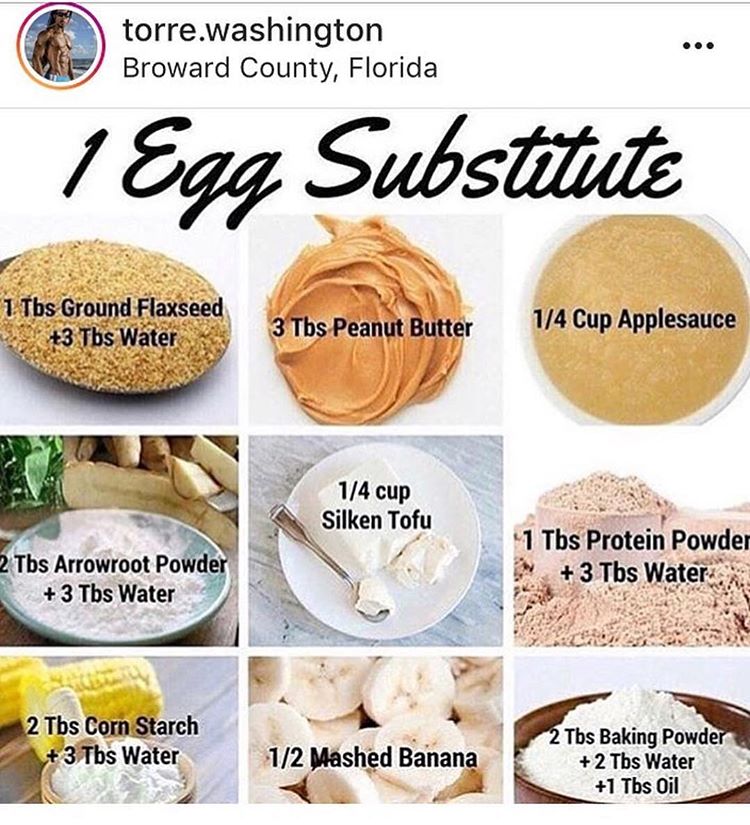 torre.washington
Broward County, Florida
1 Egg Substitute
1 Tbs Ground Flaxseed
+3 Tbs Water
3 Tbs Peanut Butter
1/4 Cup Applesauce
2 Tbs Arrowroot Powder
+ 3 Tbs Water
1/4 cup
Silken Tofu
1 Tbs Protein Powder
+ 3 Tbs Water
2 Tbs Corn Starch
+ 3 Tbs Water
1/2 Mashed Banana
2 Tbs Baking Powder
+ 2 Tbs Water
+1 Tbs Oil